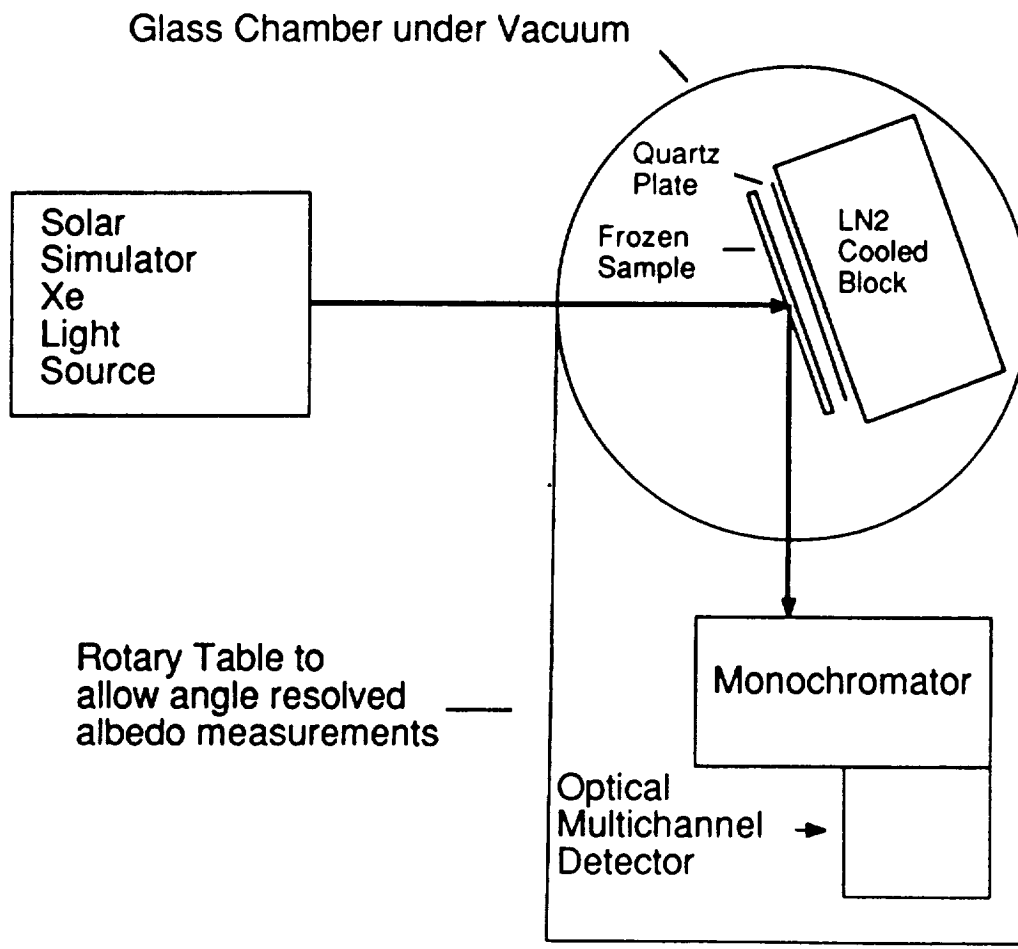 Glass Chamber under Vacuum
Solar
Simulator
Xe
Light
Source
Quartz
Plate
Frozen
Sample
LN2
Cooled
Block
Rotary Table to
allow angle resolved
albedo measurements
Monochromator
Optical
Multichannel
Detector